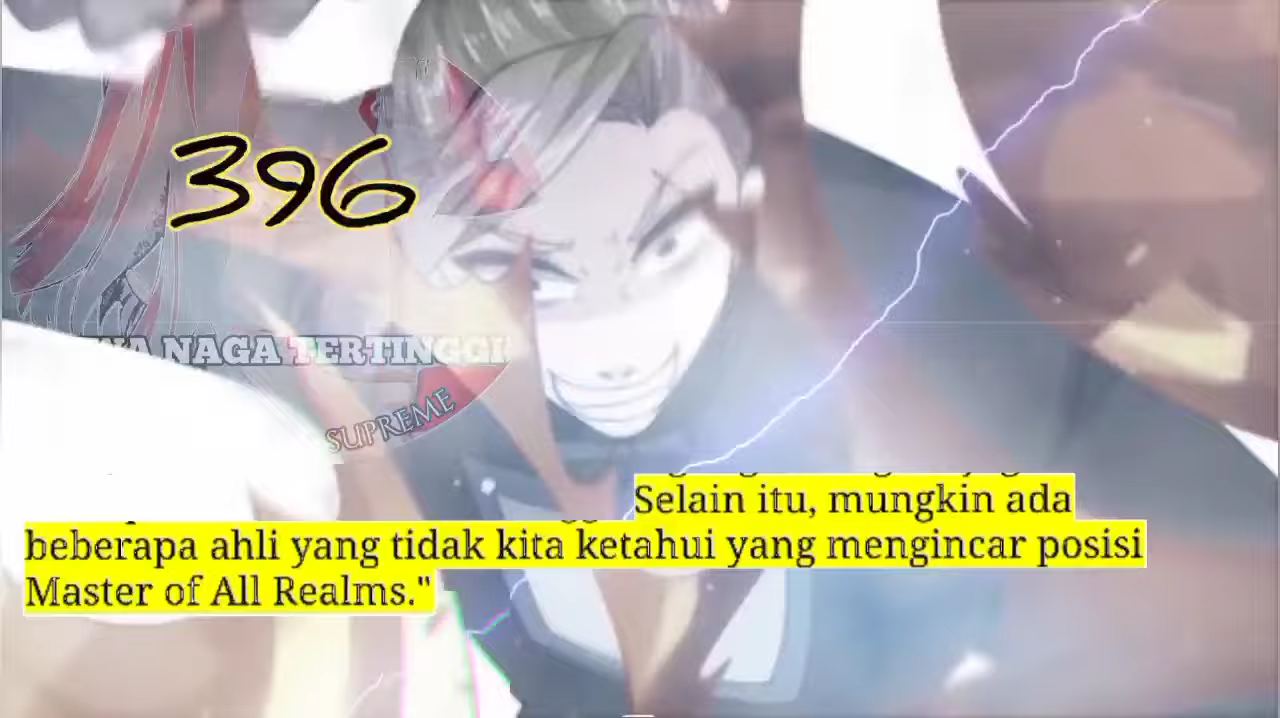 396
NAGA TERTINGGI
SUPREME
Selain itu, mungkin ada
beberapa ahli yang tidak kita ketahui yang mengincar posisi
Master of All Realms."